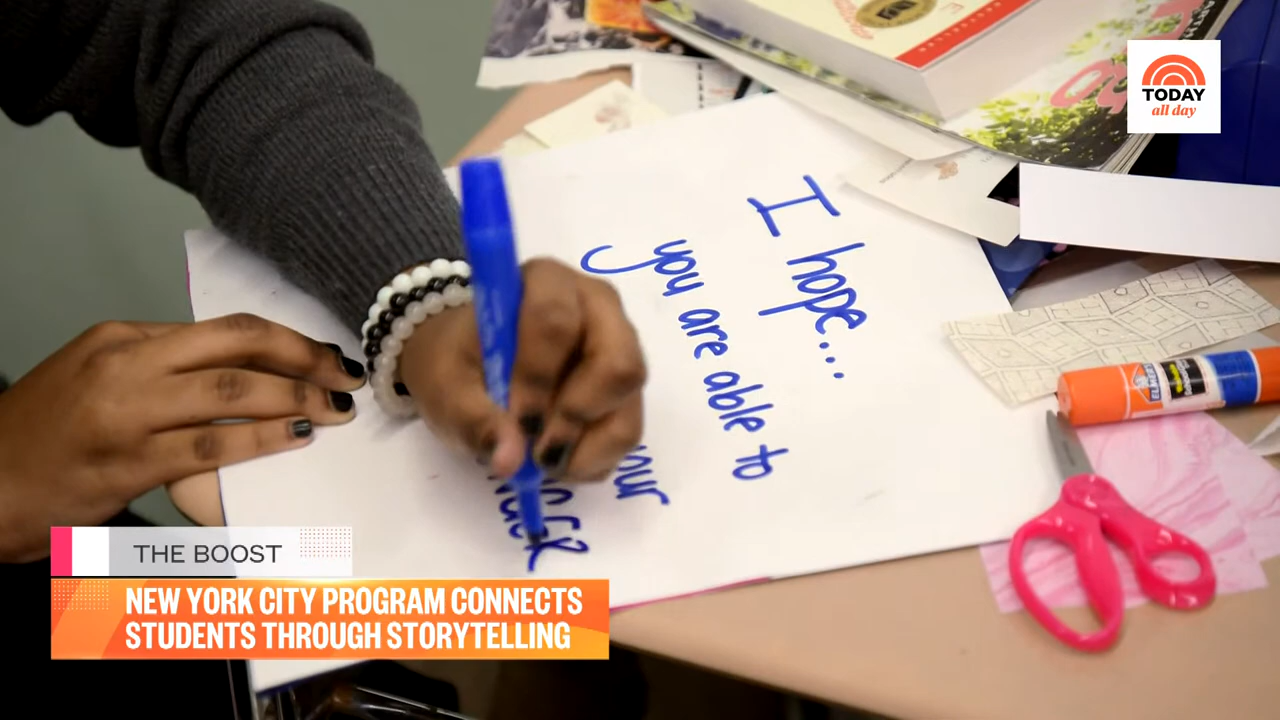 TODAY
all day
I hope...
you are able to
your
THE BOOST
NEW YORK CITY PROGRAM CONNECTS
STUDENTS THROUGH STORYTELLING
ELMER'S